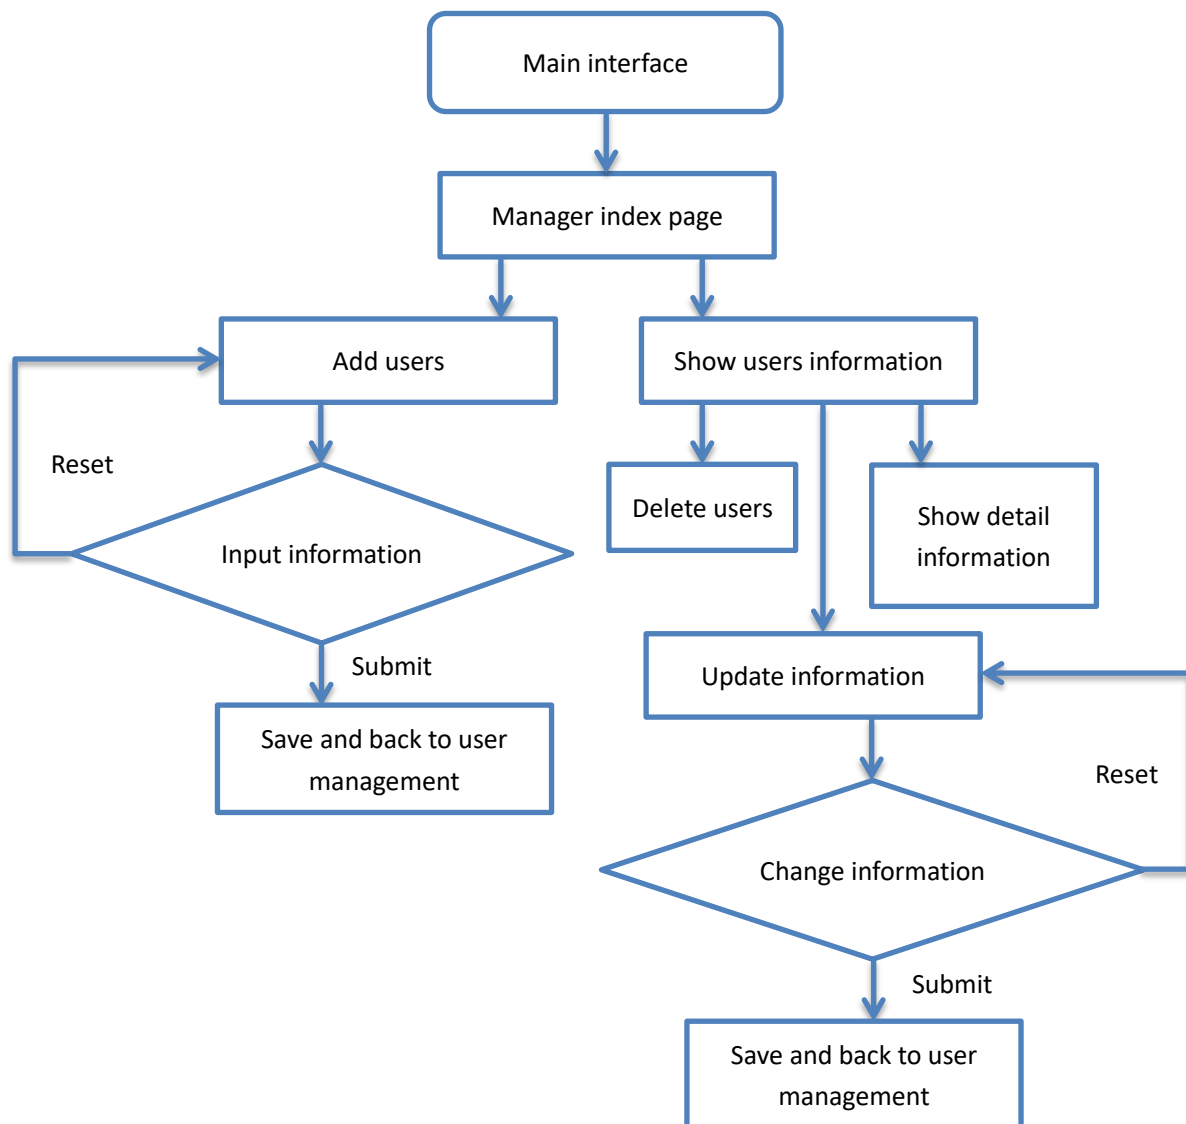 Main interface
Manager index page
Add users
Show users information
Reset
Delete users
Show detail
information
Input information
Submit
Update information
Save and back to user
management
Reset
Change information
Submit
Save and back to user
management